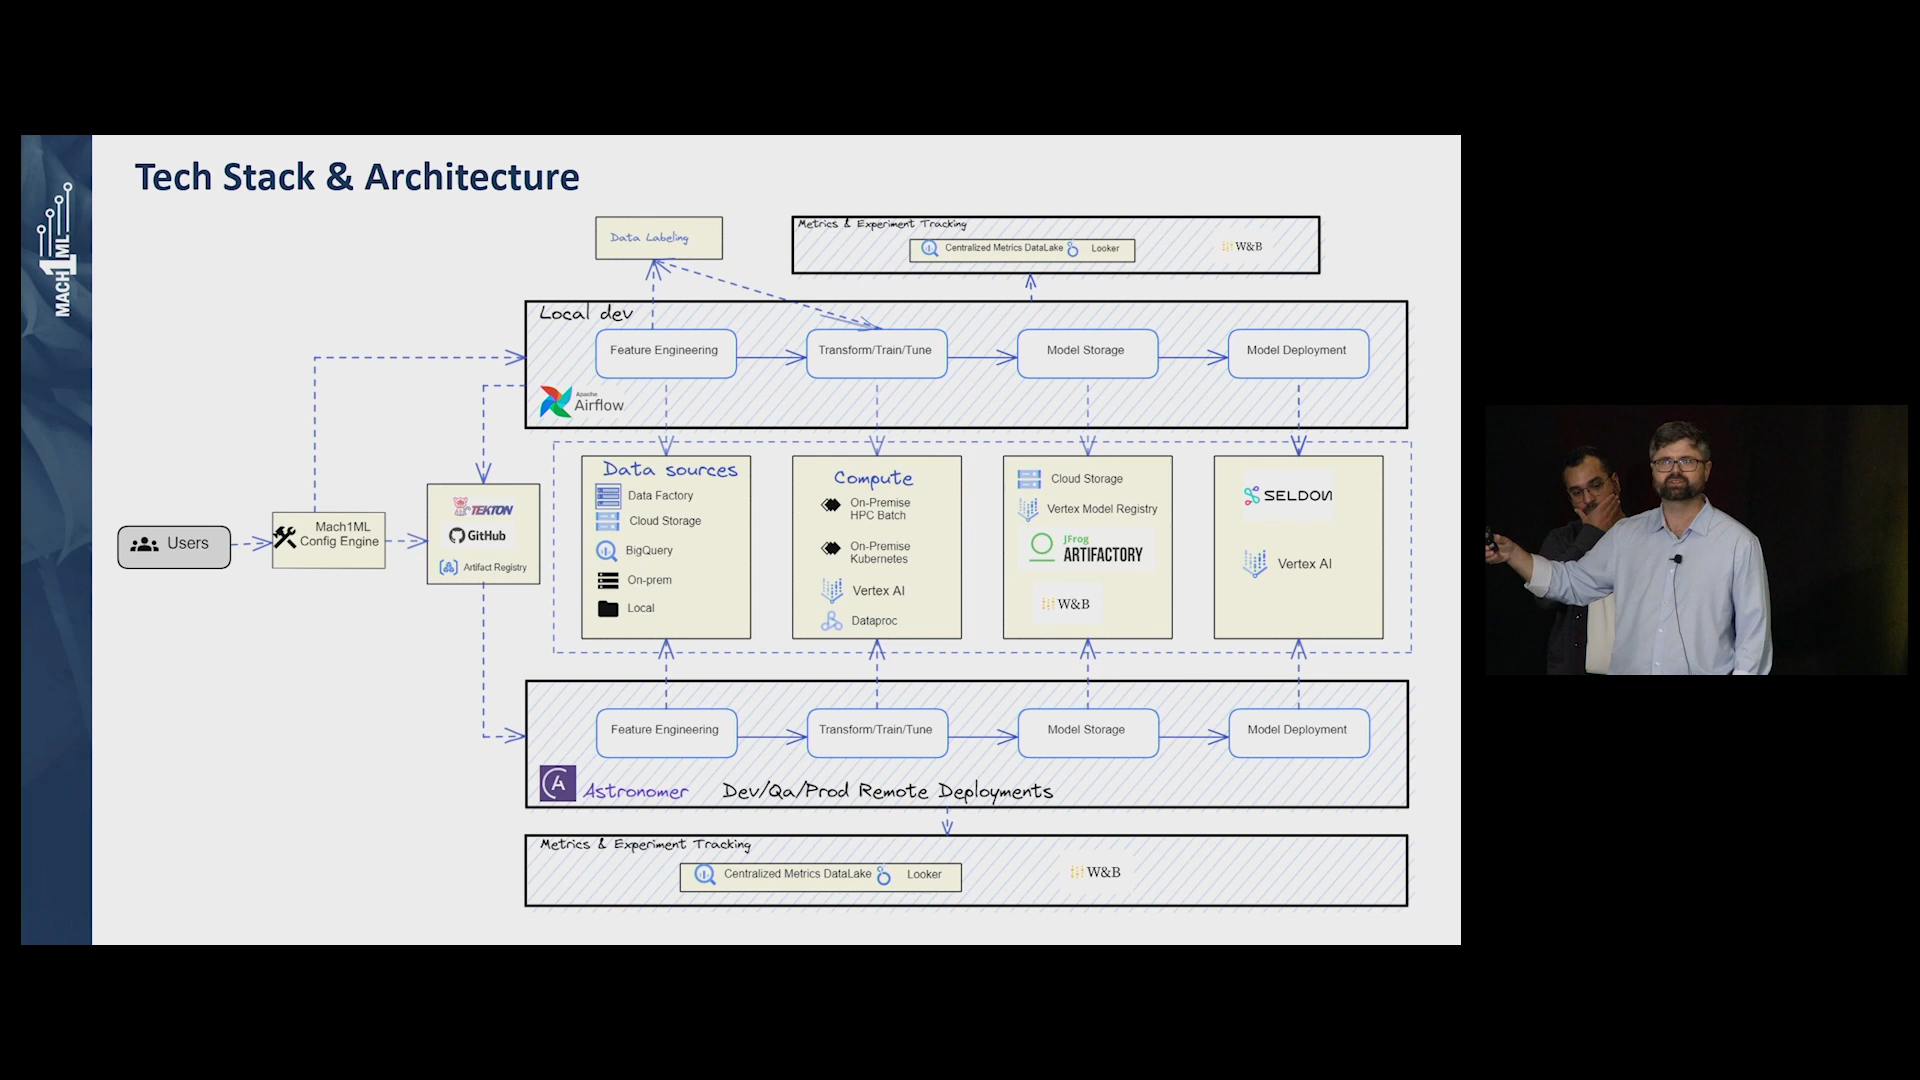 Tech Stack & Architecture
MACH1ML
Data Labeling
Metrics & Experiment Tracking
Centralized Metrics DataLake
Looker
W&B
Local dev
Feature Engineering
Transform/Train/Tune
Model Storage
Model Deployment
Apache
Airflow
Users
Mach1ML
Config Engine
TEKTON
GitHub
Artifact Registry
Data sources
Data Factory
Cloud Storage
BigQuery
On-prem
Local
Compute
On-Premise
HPC Batch
On-Premise
Kubernetes
Vertex AI
Dataproc
Cloud Storage
Vertex Model Registry
JFrog
ARTIFACTORY
W&B
SELDON
Vertex AI
Feature Engineering
Transform/Train/Tune
Model Storage
Model Deployment
Astronomer
Dev/Qa/Prod Remote Deployments
Metrics & Experiment Tracking
Centralized Metrics DataLake
Looker
W&B